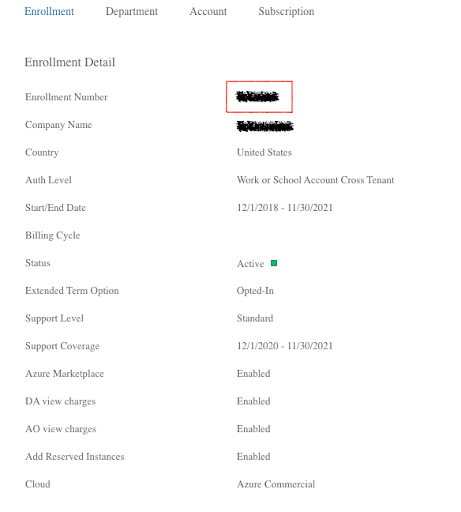 Enrollment Department Account Subscription
Enrollment Detail
Enrollment Number
Company Name
Country United States
Auth Level Work or School Account Cross Tenant
Start/End Date 12/1/2018 - 11/30/2021
Billing Cycle
Status Active
Extended Term Option Opted-In
Support Level Standard
Support Coverage 12/1/2020 - 11/30/2021
Azure Marketplace Enabled
DA view charges Enabled
AO view charges Enabled
Add Reserved Instances Enabled
Cloud Azure Commercial